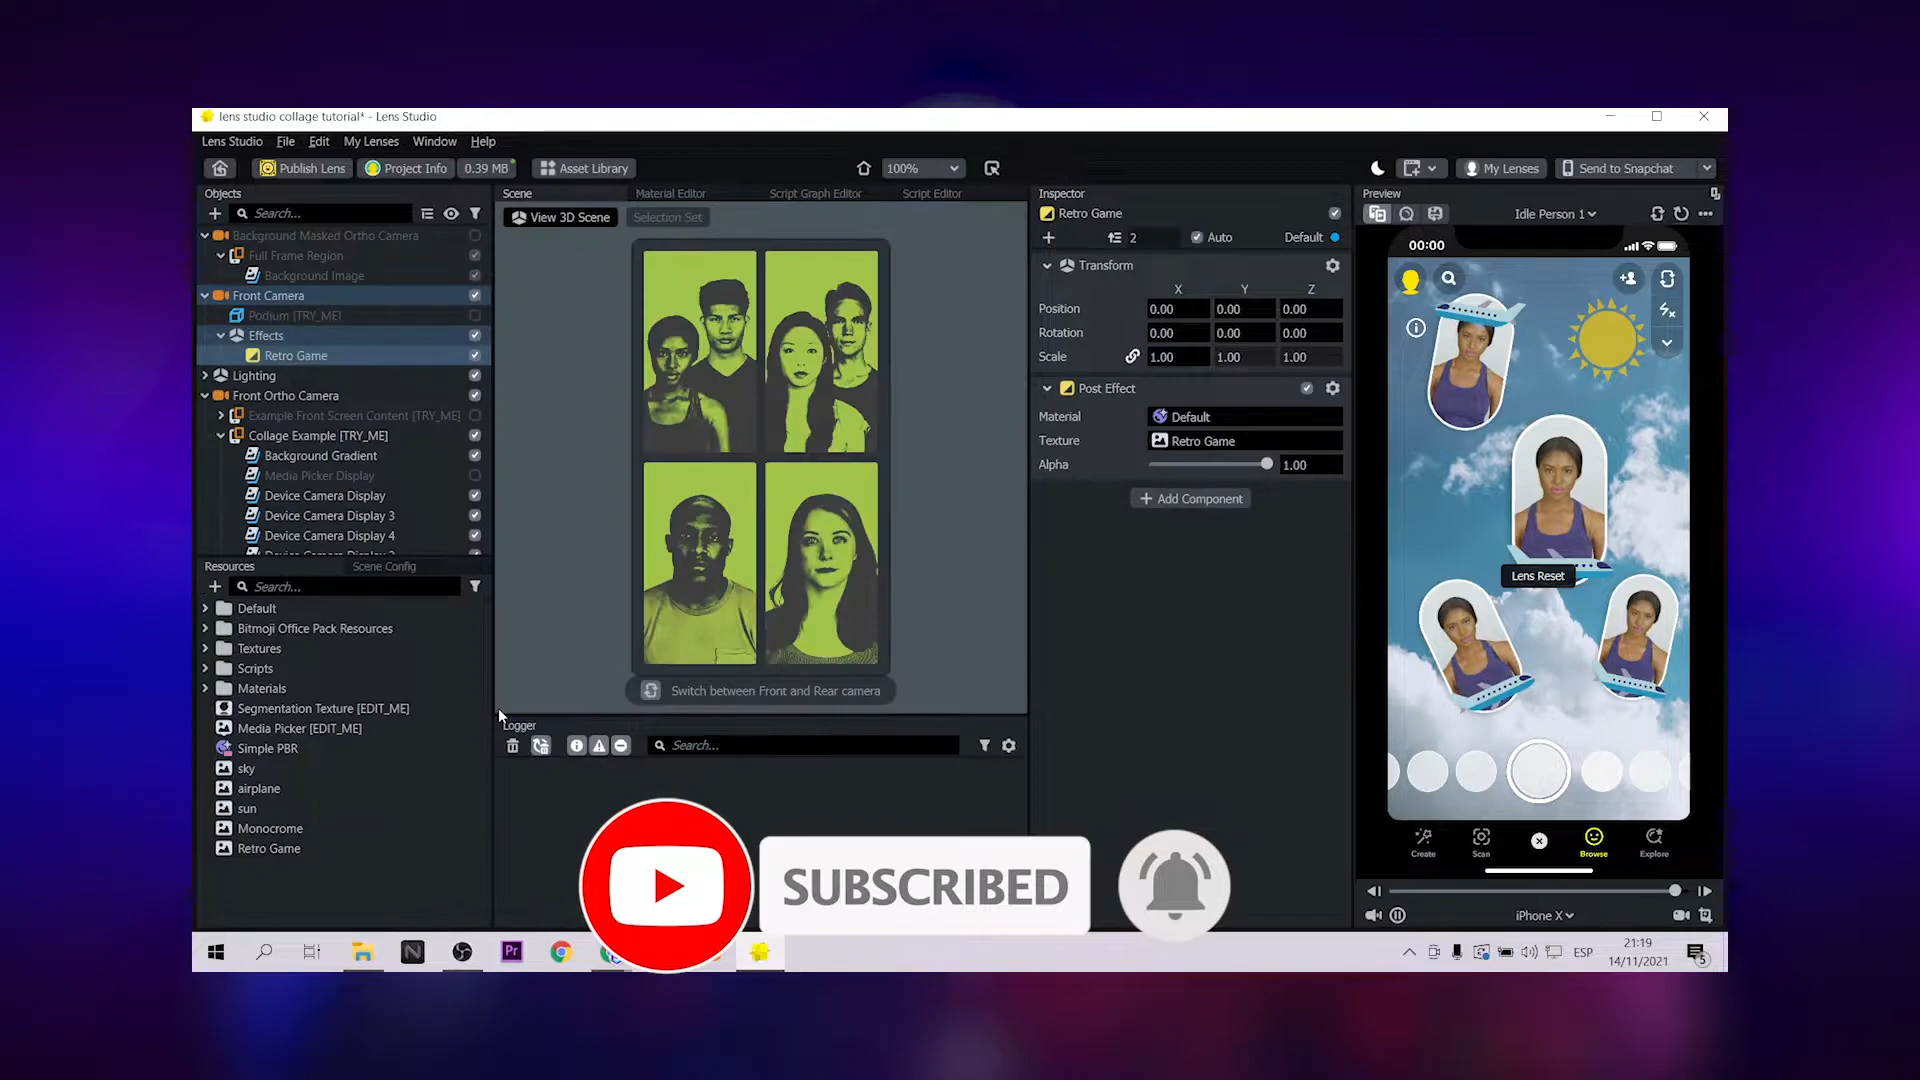 lens studio collage tutorial* - Lens Studio
Lens Studio File Edit My Lenses Window Help
Publish Lens Project Info 0.39 MB Asset Library 100% My Lenses Send to Snapchat
Objects
Search...
Background Masked Ortho Camera
Full Frame Region
Background Image
Front Camera
Podium [TRY_ME]
Effects
Retro Game
Lighting
Front Ortho Camera
Example Front Screen Content [TRY_ME]
Collage Example [TRY_ME]
Background Gradient
Media Picker Display
Device Camera Display
Device Camera Display 3
Device Camera Display 4
Resources Scene Config
Search...
Default
Bitmoji Office Pack Resources
Textures
Scripts
Materials
Segmentation Texture [EDIT_ME]
Media Picker [EDIT_ME]
Simple PBR
sky
airplane
sun
Monocrome
Retro Game
Scene Material Editor Script Graph Editor Script Editor
View 3D Scene Selection Set
Switch between Front and Rear camera
Logger
Search...
Inspector
Retro Game
2 Auto Default
Transform
X Y Z
Position 0.00 0.00 0.00
Rotation 0.00 0.00 0.00
Scale 1.00 1.00 1.00
Post Effect
Material Default
Texture Retro Game
Alpha 1.00
Add Component
Preview
Idle Person 1
00:00
Lens Reset
Create Scan Browse Explore
iPhone X
SUBSCRIBED
Pr
N
ESP
21:19
14/11/2021
5